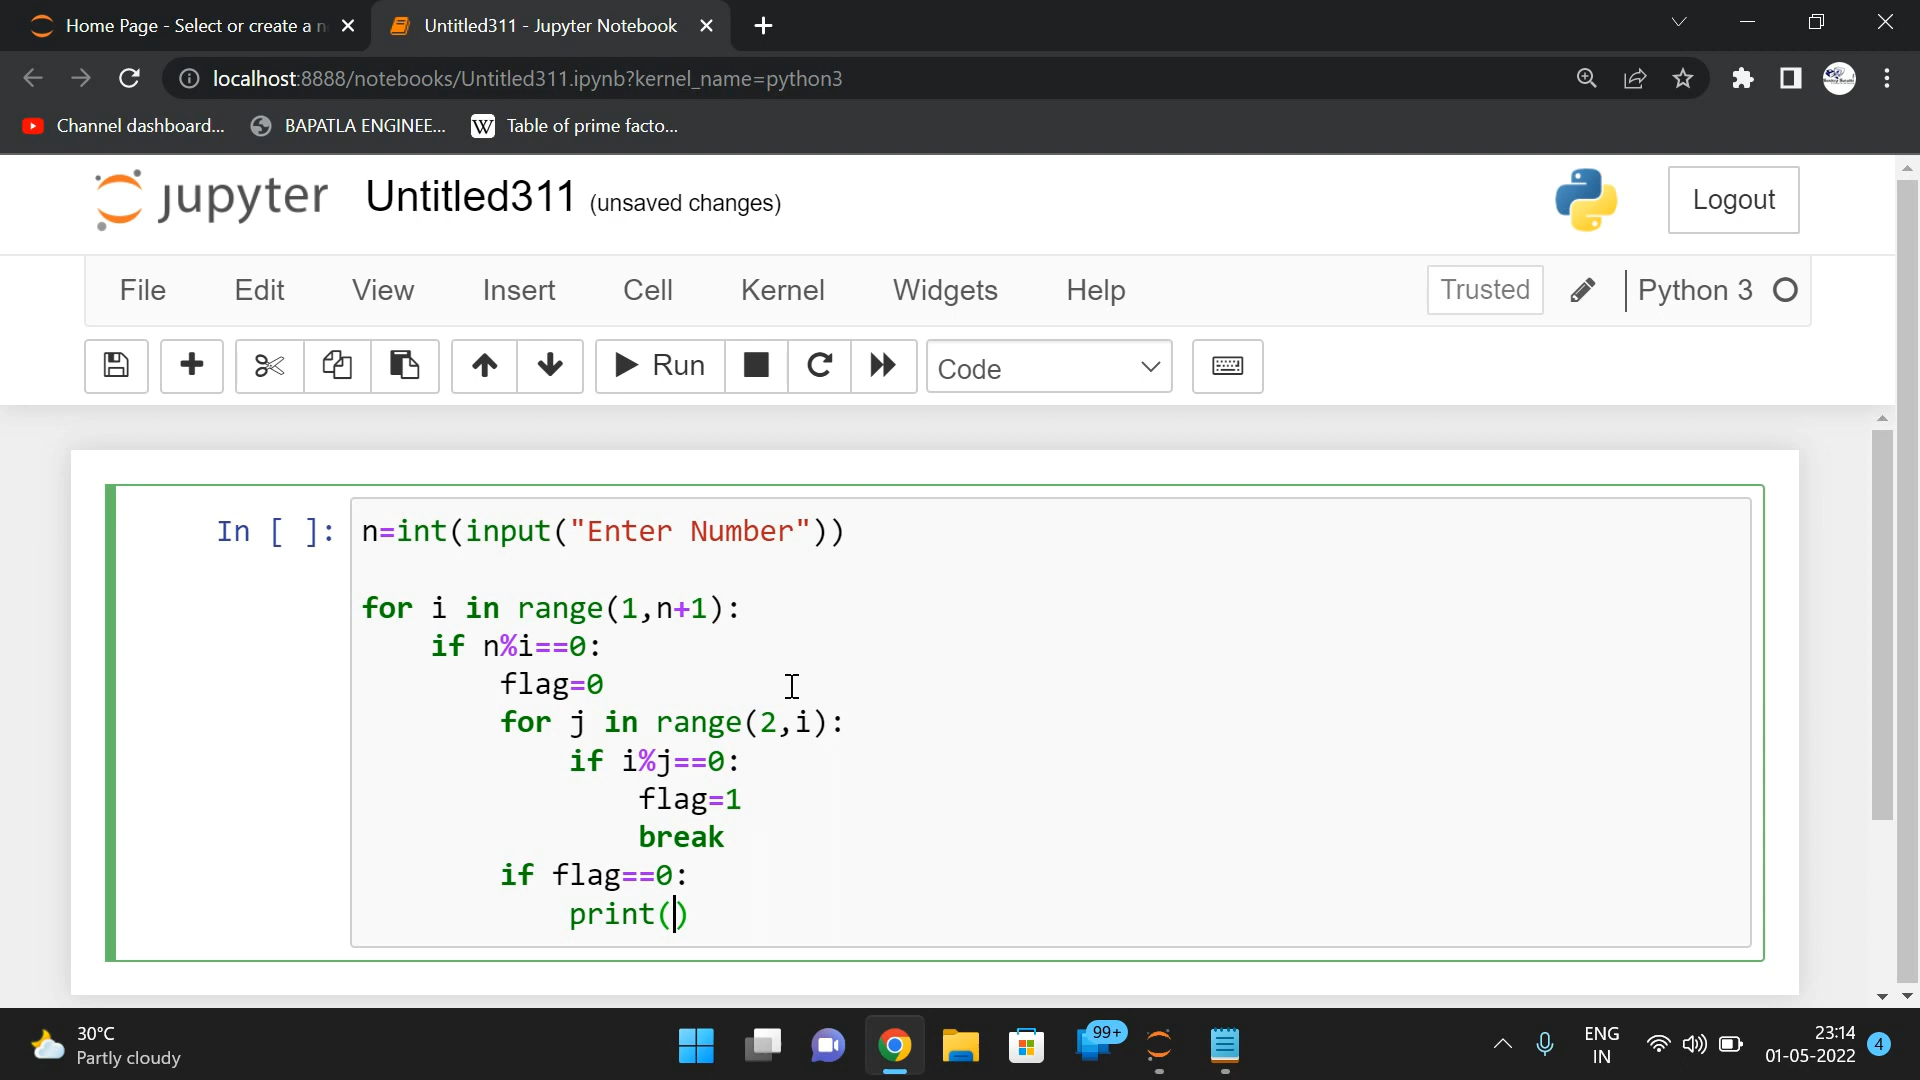 Home Page - Select or create a n
Untitled311 - Jupyter Notebook
localhost:8888/notebooks/Untitled311.ipynb?kernel_name=python3
Channel dashboard...
BAPATLA ENGINEE...
W Table of prime facto...
jupyter Untitled311 (unsaved changes)
Logout
File Edit View Insert Cell Kernel Widgets Help
Trusted
Python 3
Run
Code
In [ ]: n=int(input("Enter Number"))
for i in range(1,n+1):
    if n%i==0:
        flag=0
        for j in range(2,i):
            if i%j==0:
                flag=1
                break
        if flag==0:
            print()
30°C
Partly cloudy
99+
ENG
IN
23:14
01-05-2022
4